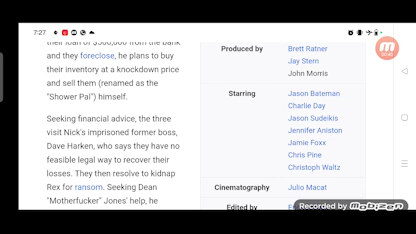 7:27
their loan of $500,000 from the bank
and they foreclose, he plans to buy
their inventory at a knockdown price
and sell them (renamed as the
"Shower Pal") himself.
Seeking financial advice, the three
visit Nick's imprisoned former boss,
Dave Harken, who says they have no
feasible legal way to recover their
losses. They then resolve to kidnap
Rex for ransom. Seeking Dean
"Motherfucker" Jones' help, he
Produced by
Brett Ratner
Jay Stern
John Morris
Starring
Jason Bateman
Charlie Day
Jason Sudeikis
Jennifer Aniston
Jamie Foxx
Chris Pine
Christoph Waltz
Cinematography
Julio Macat
Edited by
Recorded by Mobizen